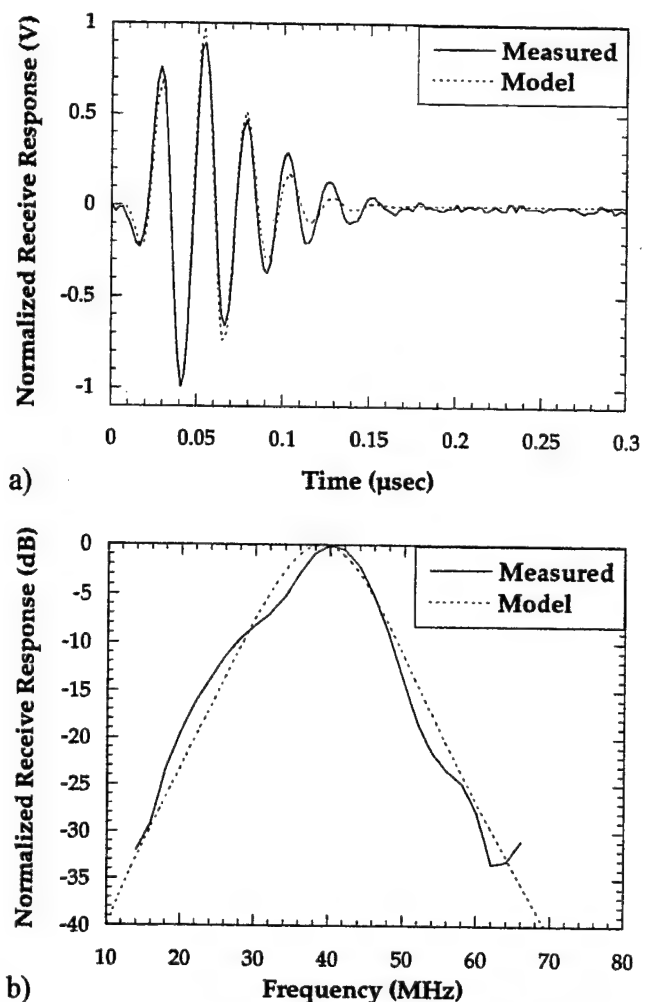 Normalized Receive Response (V)
1
0.5
0
-0.5
-1
Measured
Model
0
0.05
0.1
0.15
0.2
0.25
0.3
Time (µsec)
a)
Normalized Receive Response (dB)
0
-5
-10
-15
-20
-25
-30
-35
-40
Measured
Model
10
20
30
40
50
60
70
80
Frequency (MHz)
b)